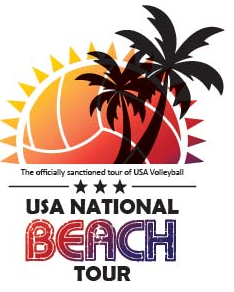 The officially sanctioned tour of USA Volleyball
USA NATIONAL
BEACH
TOUR